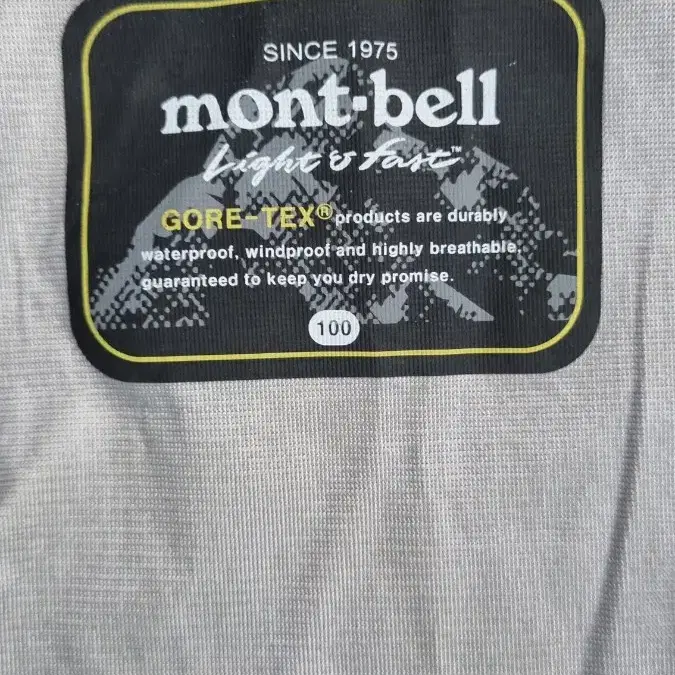 SINCE 1975
mont-bell
Light & fast™
GORE-TEX® products are durably
waterproof, windproof and highly breathable,
guaranteed to keep you dry promise.
100